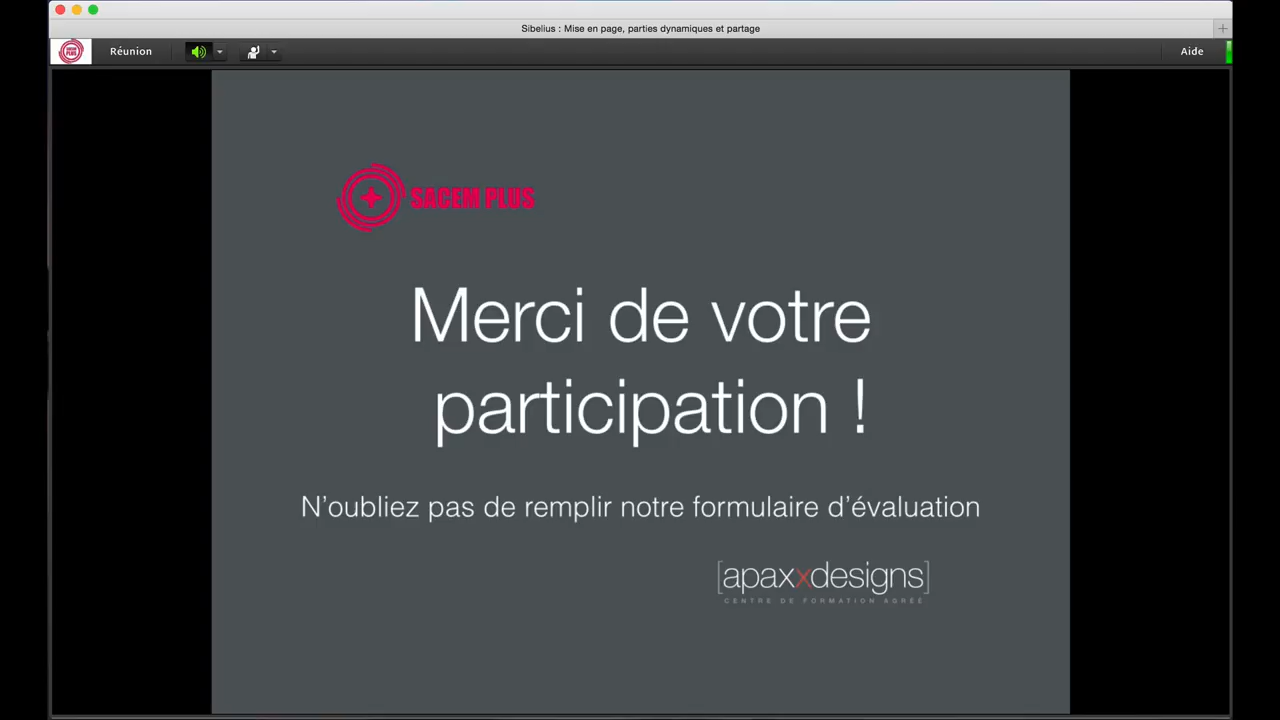 Sibelius : Mise en page, parties dynamiques et partage
Réunion
Aide
SACEM PLUS
Merci de votre
participation !
N’oubliez pas de remplir notre formulaire d’évaluation
[apaxxdesigns]
CENTRE DE FORMATION AGRÉÉ